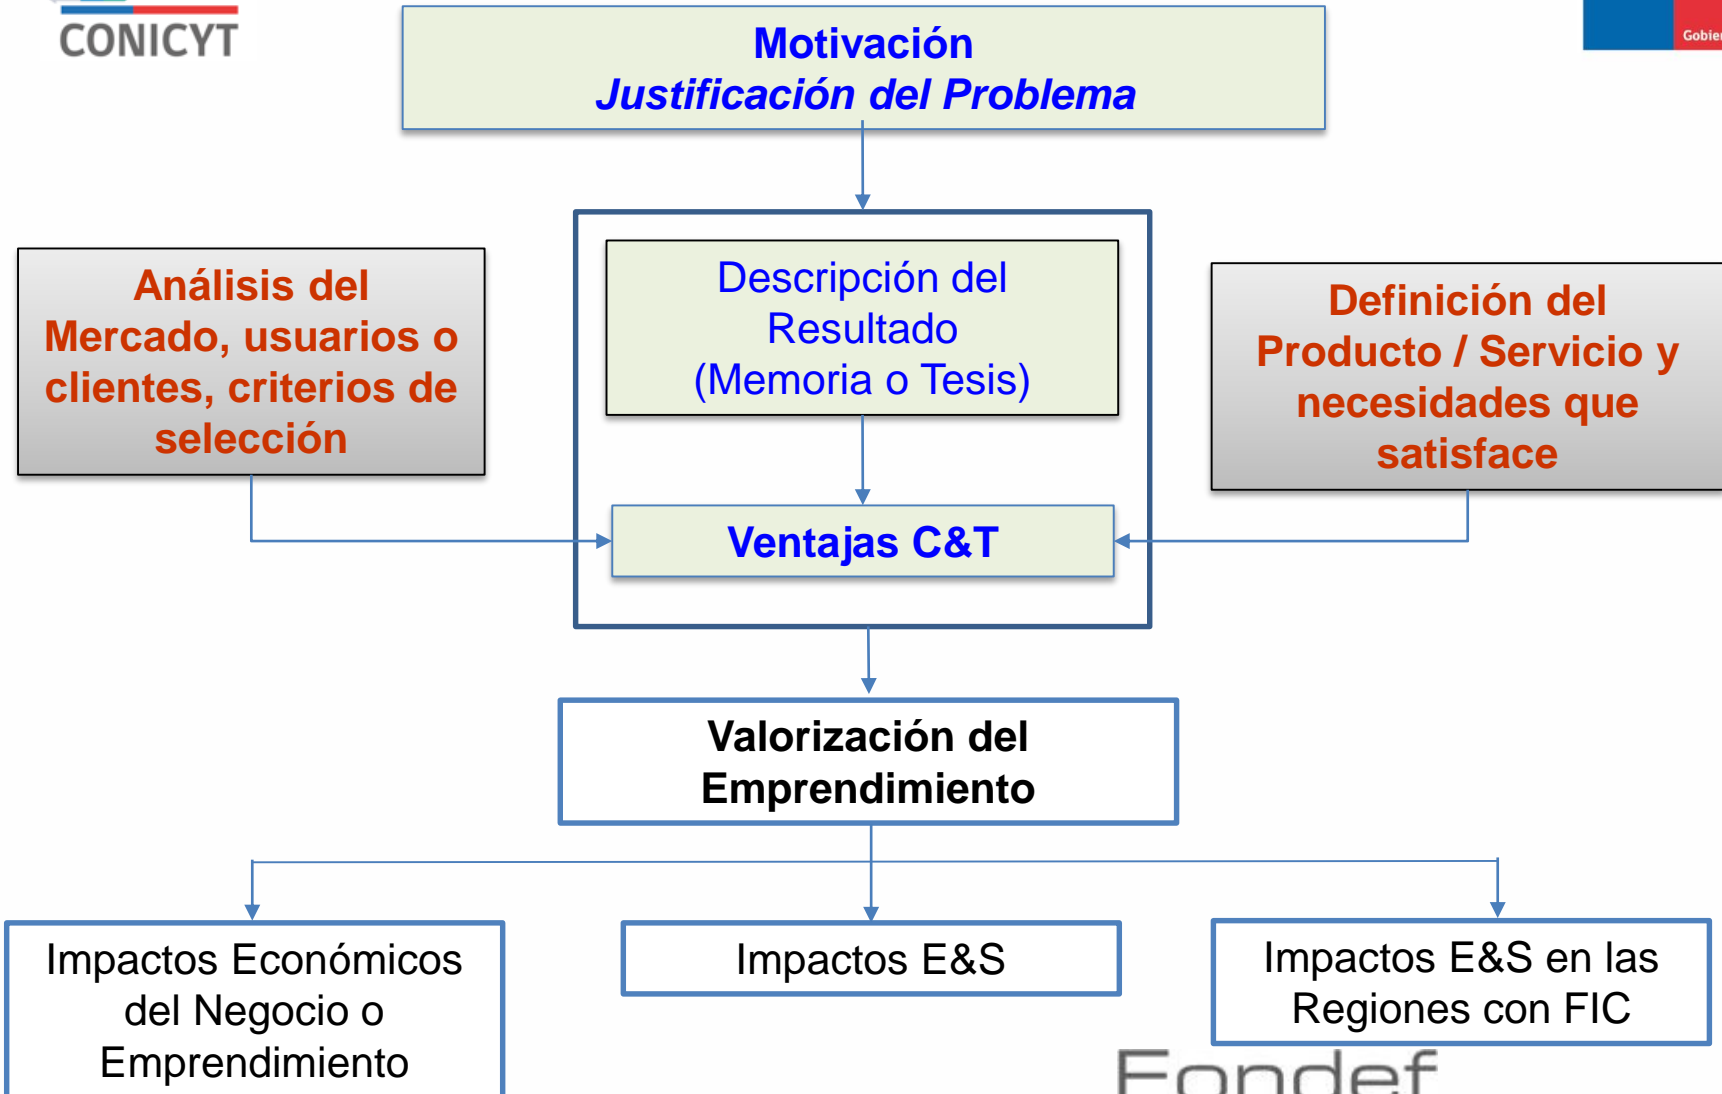 CONICYT
Gobie
Motivación
Justificación del Problema
Análisis del
Mercado, usuarios o
clientes, criterios de
selección
Descripción del
Resultado
(Memoria o Tesis)
Definición del
Producto / Servicio y
necesidades que
satisface
Ventajas C&T
Valorización del
Emprendimiento
Impactos Económicos
del Negocio o
Emprendimiento
Impactos E&S
Impactos E&S en las
Regiones con FIC
Fondef